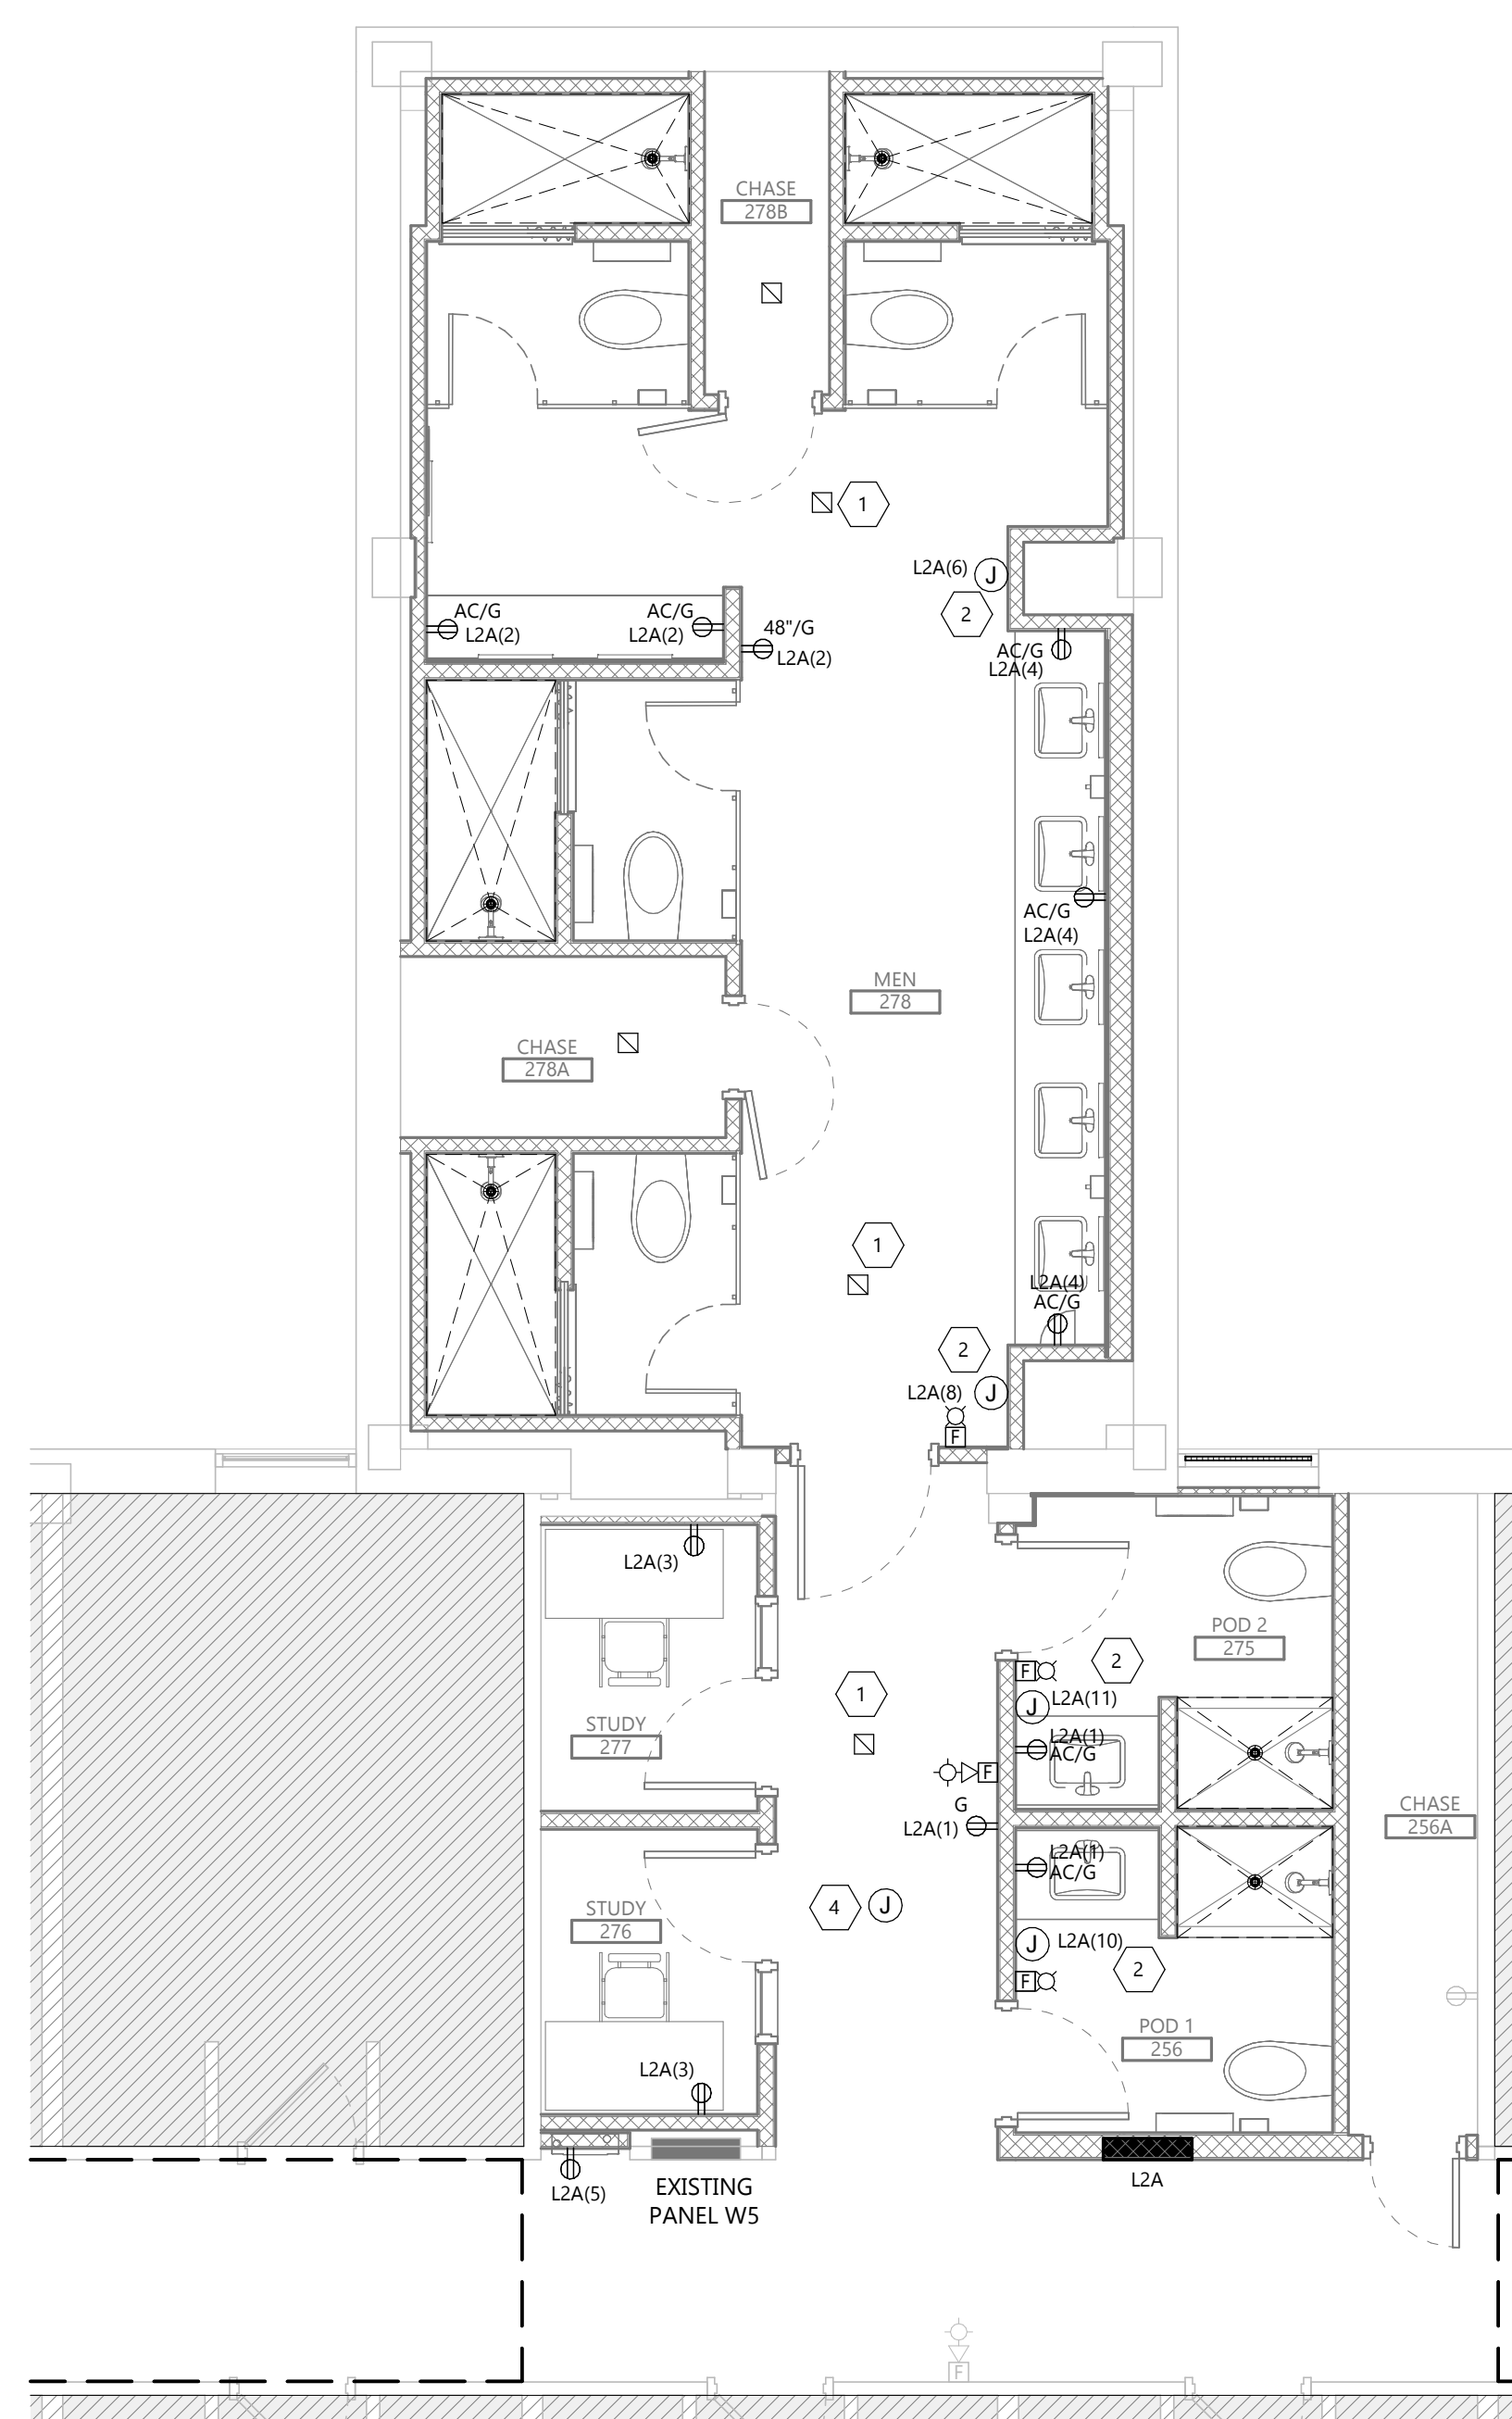 CHASE
278B
1
L2A(6) J
2
AC/G
L2A(2)
AC/G
L2A(2)
48"/G
L2A(2)
AC/G
L2A(4)
AC/G
L2A(4)
MEN
278
CHASE
278A
1
L2A(4)
AC/G
2
L2A(8) J
F
L2A(3)
POD 2
275
2
F
1
J L2A(11)
STUDY
277
L2A(1)
AC/G
F
G
L2A(1)
CHASE
256A
L2A(1)
AC/G
4 J
STUDY
276
J L2A(10)
2
F
POD 1
256
L2A(3)
L2A(5)
EXISTING
PANEL W5
L2A
F